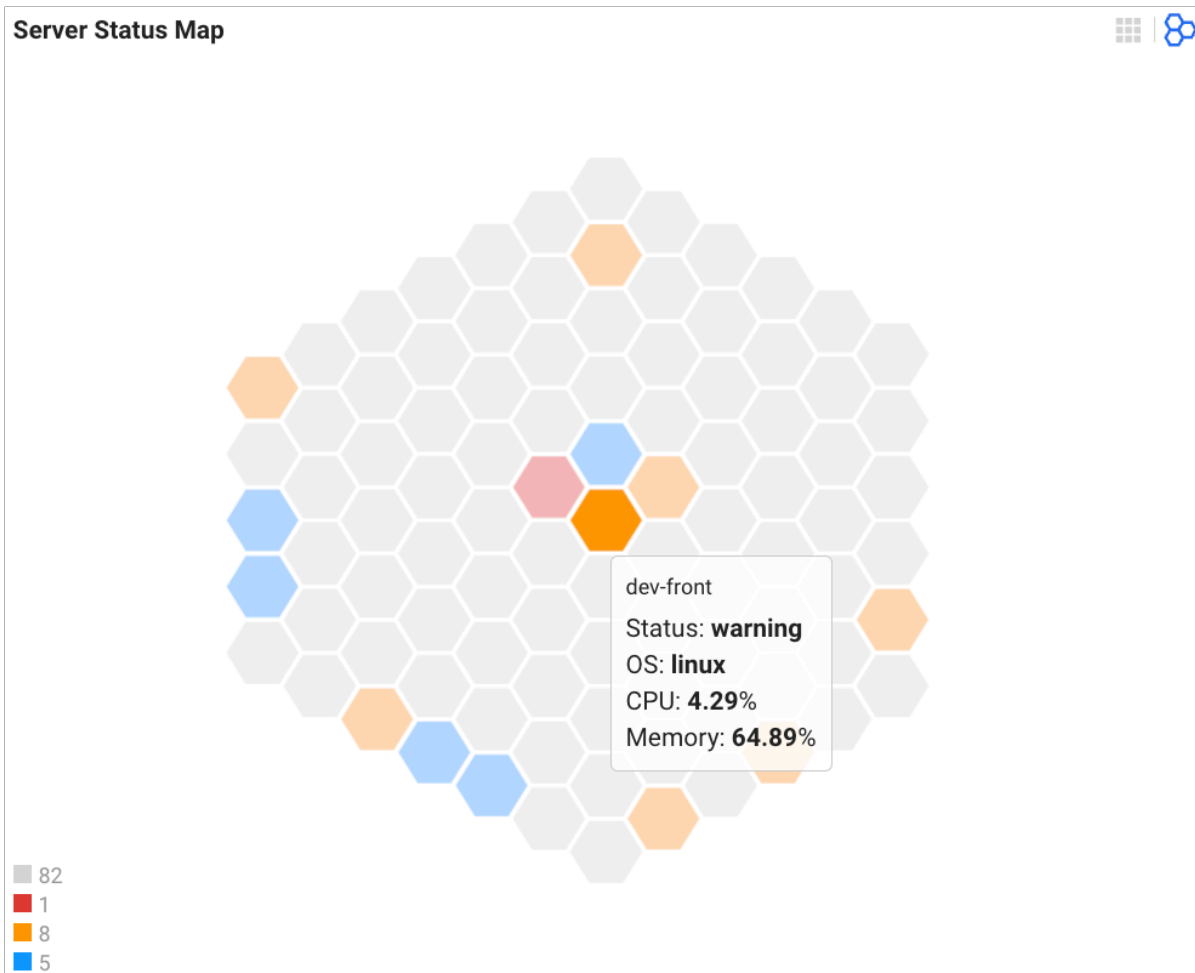 Server Status Map
dev-front
Status: warning
OS: linux
CPU: 4.29%
Memory: 64.89%
82
1
8
5